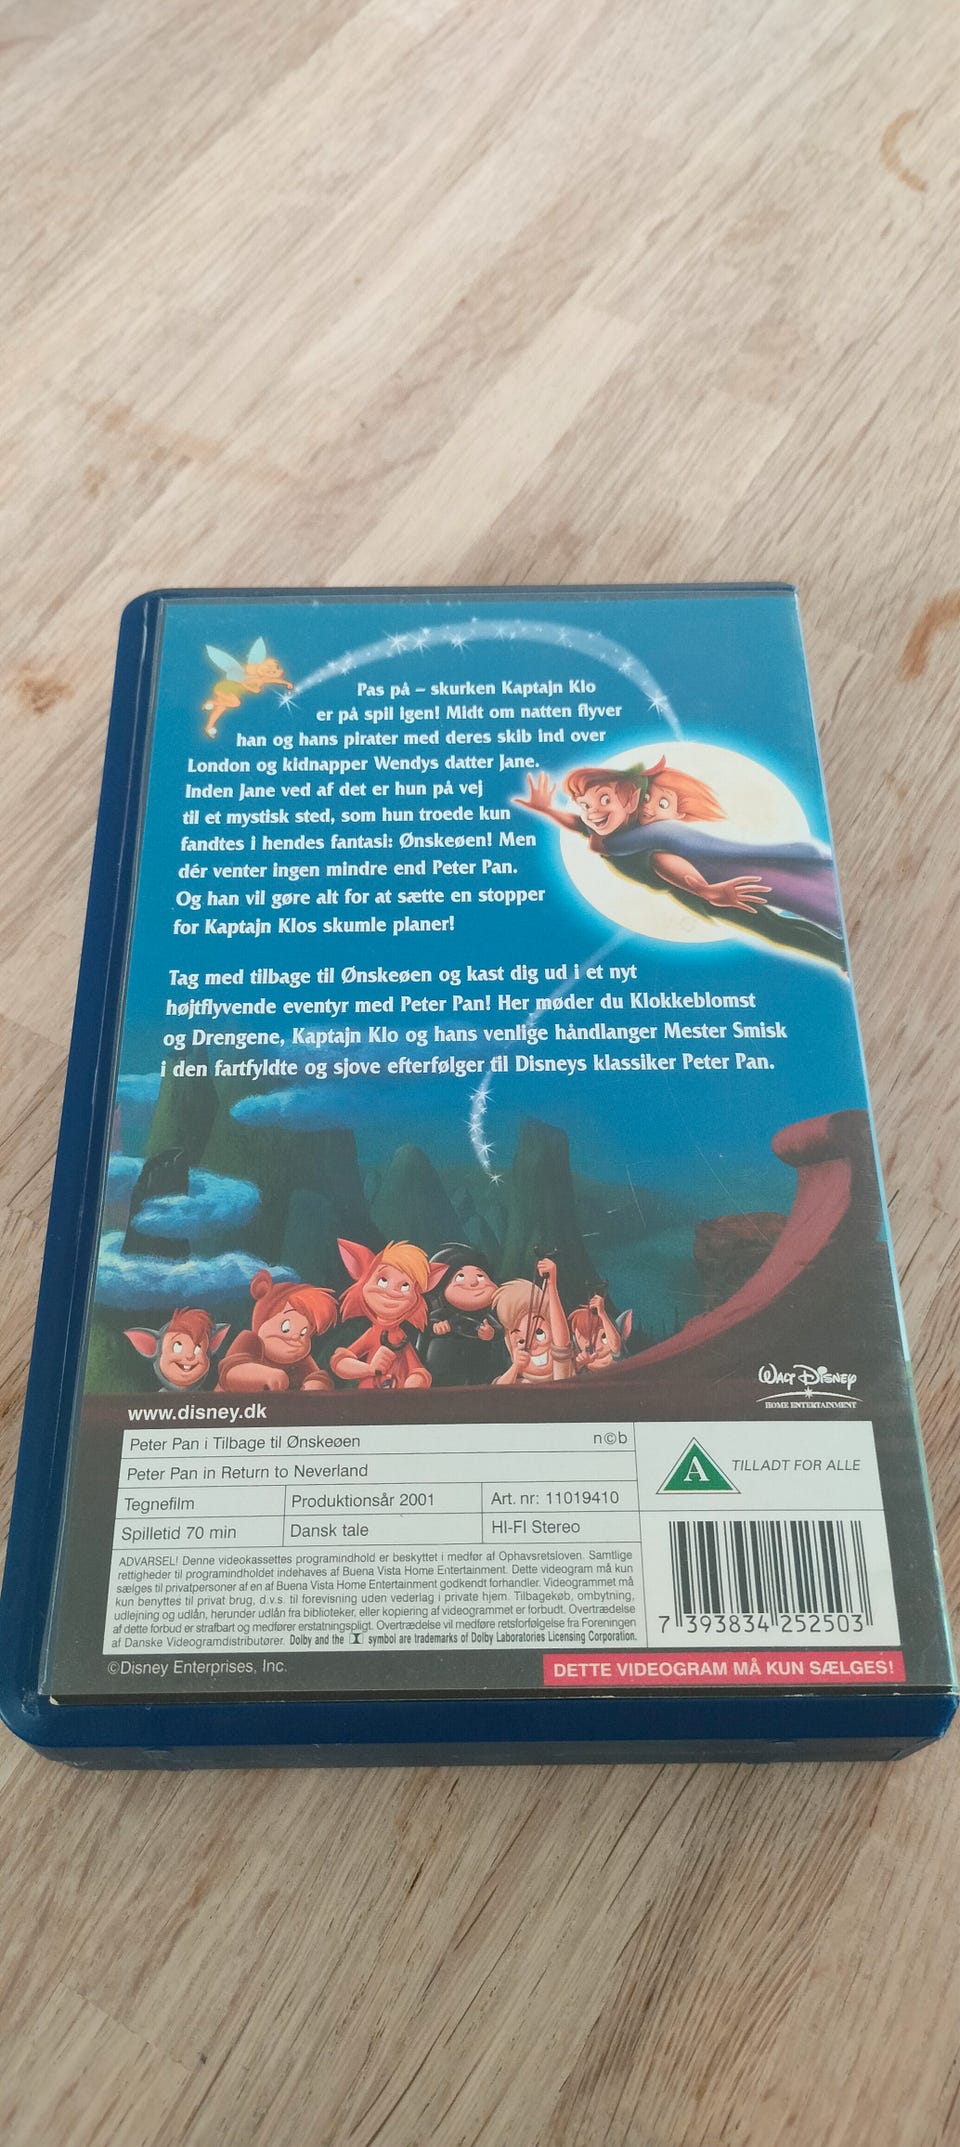 Pas på – skurken Kaptajn Klo
er på spil igen! Midt om natten flyver
han og hans pirater med deres skib ind over
London og kidnapper Wendys datter Jane.
Inden Jane ved af det er hun på vej
til et mystisk sted, som hun troede kun
fandtes i hendes fantasi: Ønskeøen! Men
dér venter ingen mindre end Peter Pan.
Og han vil gøre alt for at sætte en stopper
for Kaptajn Klos skumle planer!
Tag med tilbage til Ønskeøen og kast dig ud i et nyt
højtflyvende eventyr med Peter Pan! Her møder du Klokkeblomst
og Drengene, Kaptajn Klo og hans venlige håndlanger Mester Smisk
i den fartfyldte og sjove efterfølger til Disneys klassiker Peter Pan.
WALT DISNEY
HOME ENTERTAINMENT
www.disney.dk
Peter Pan i Tilbage til Ønskeøen n©b
Peter Pan in Return to Neverland
Tegnefilm Produktionsår 2001 Art. nr: 11019410
Spilletid 70 min Dansk tale HI-FI Stereo
A TILLADT FOR ALLE
ADVARSEL! Denne videokassettes programindhold er beskyttet i medfør af Ophavsretsloven. Samtlige
rettigheder til programindholdet indehaves af Buena Vista Home Entertainment. Dette videogram må kun
sælges til privatpersoner af en af Buena Vista Home Entertainment godkendt forhandler. Videogrammet må
kun benyttes til privat brug, d.v.s. til forevisning uden vederlag i private hjem. Tilbagekøb, ombytning,
udlejning og udlån, herunder udlån fra biblioteker, eller kopiering af videogrammet er forbudt. Overtrædelse
af dette forbud er strafbart og medfører erstatningspligt. Overtrædelse vil medføre retsforfølgelse fra Foreningen
af Danske Videogramdistributører. Dolby and the symbol are trademarks of Dolby Laboratories Licensing Corporation.
7 393834 252503
©Disney Enterprises, Inc.
DETTE VIDEOGRAM MÅ KUN SÆLGES!